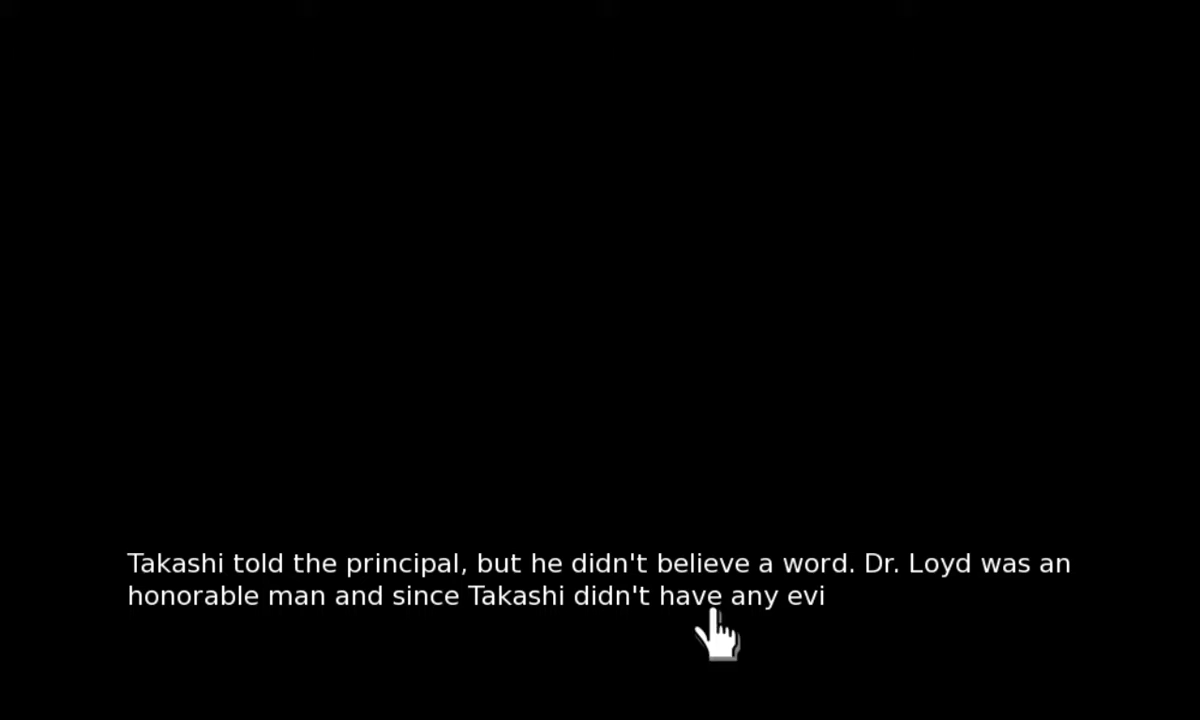 Takashi told the principal, but he didn't believe a word. Dr. Loyd was an
honorable man and since Takashi didn't have any evi